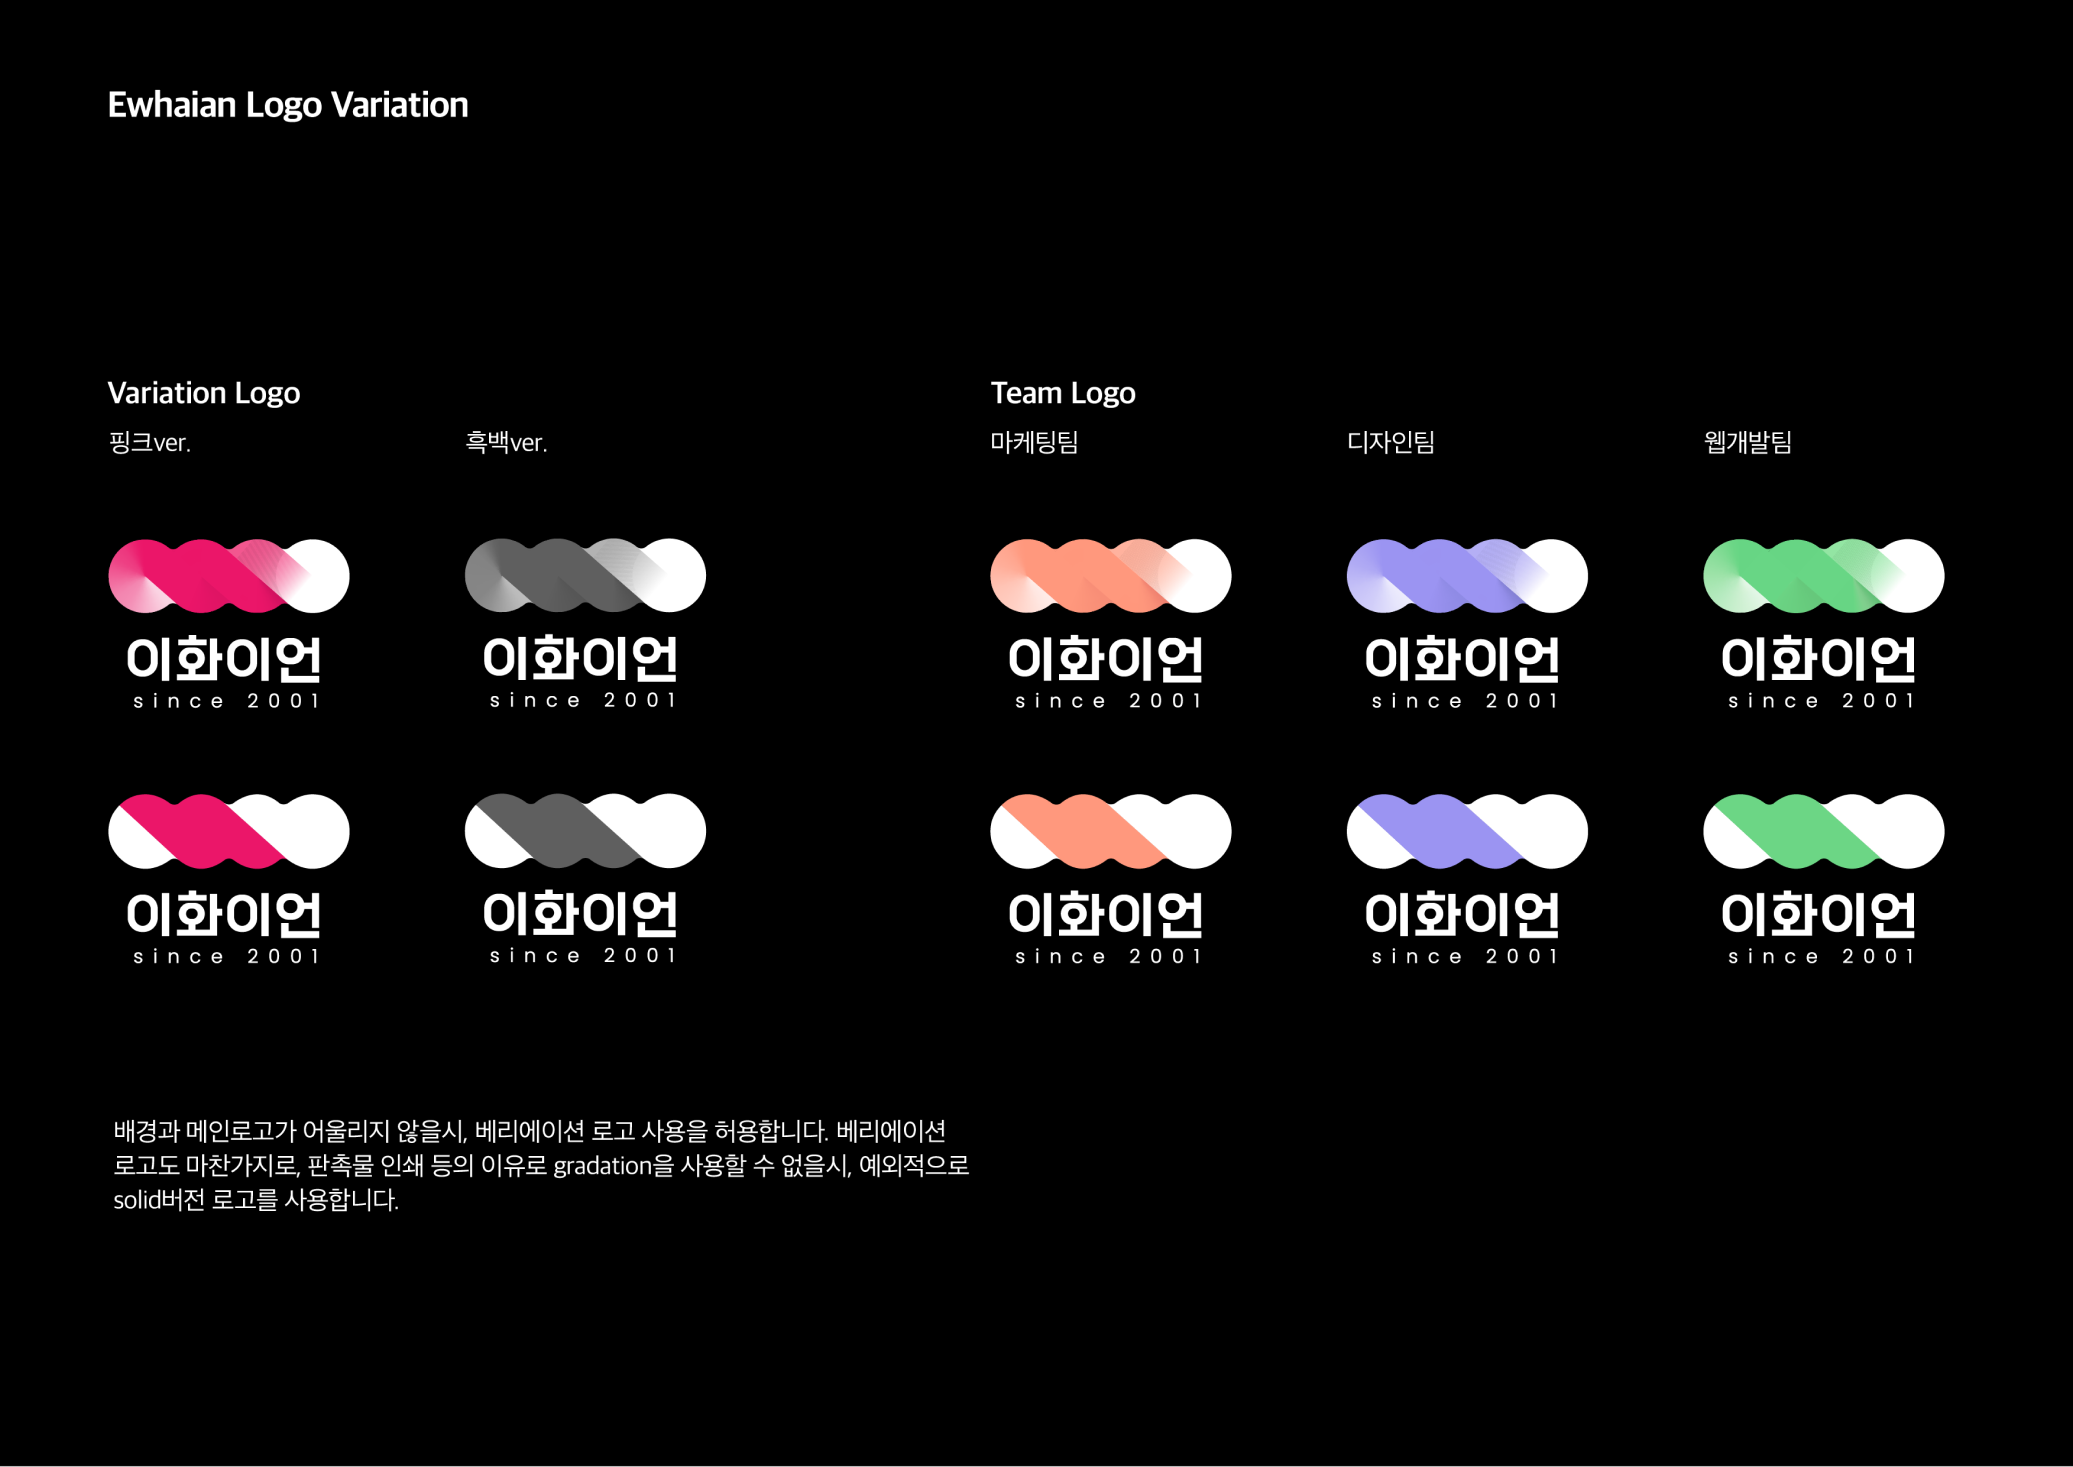 Ewhaian Logo Variation
Variation Logo
핑크ver.
흑백ver.
이화이언
since 2001
이화이언
since 2001
이화이언
since 2001
이화이언
since 2001
Team Logo
마케팅팀
디자인팀
웹개발팀
이화이언
since 2001
이화이언
since 2001
이화이언
since 2001
이화이언
since 2001
이화이언
since 2001
이화이언
since 2001
배경과 메인로고가 어울리지 않을시, 베리에이션 로고 사용을 허용합니다. 베리에이션
로고도 마찬가지로, 판촉물 인쇄 등의 이유로 gradation을 사용할 수 없을시, 예외적으로
solid버전 로고를 사용합니다.